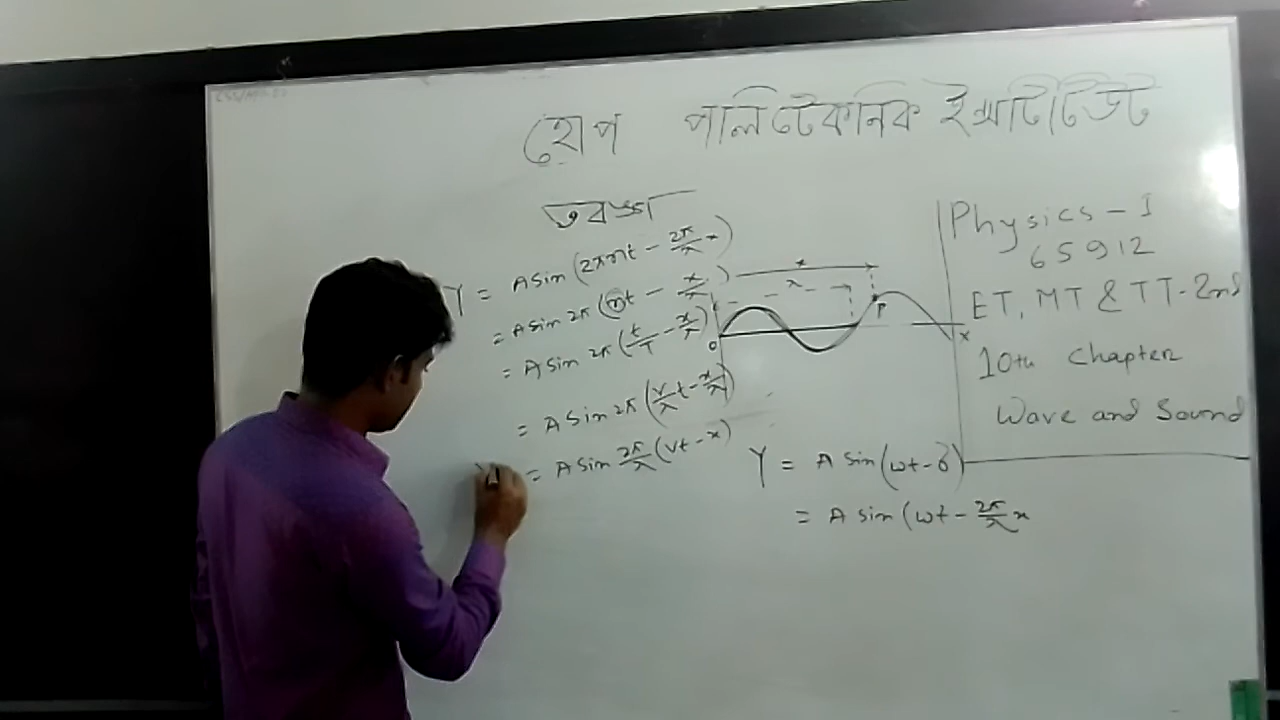 হোপ পলিটেকনিক ইন্সটিটিউট
তরঙ্গ
Y = A sin (2πnt - 2π/λ x)
= A sin 2π (nt - x/λ)
= A sin 2π (t/T - x/λ)
= A sin 2π (v/λ t - x/λ)
= A sin 2π/λ (vt - x)
x
λ
P
O
X
Y = A sin (ωt - δ)
= A sin (ωt - 2π/λ x
Physics - I
65912
ET, MT & TT - 2nd
10th Chapter
Wave and Sound